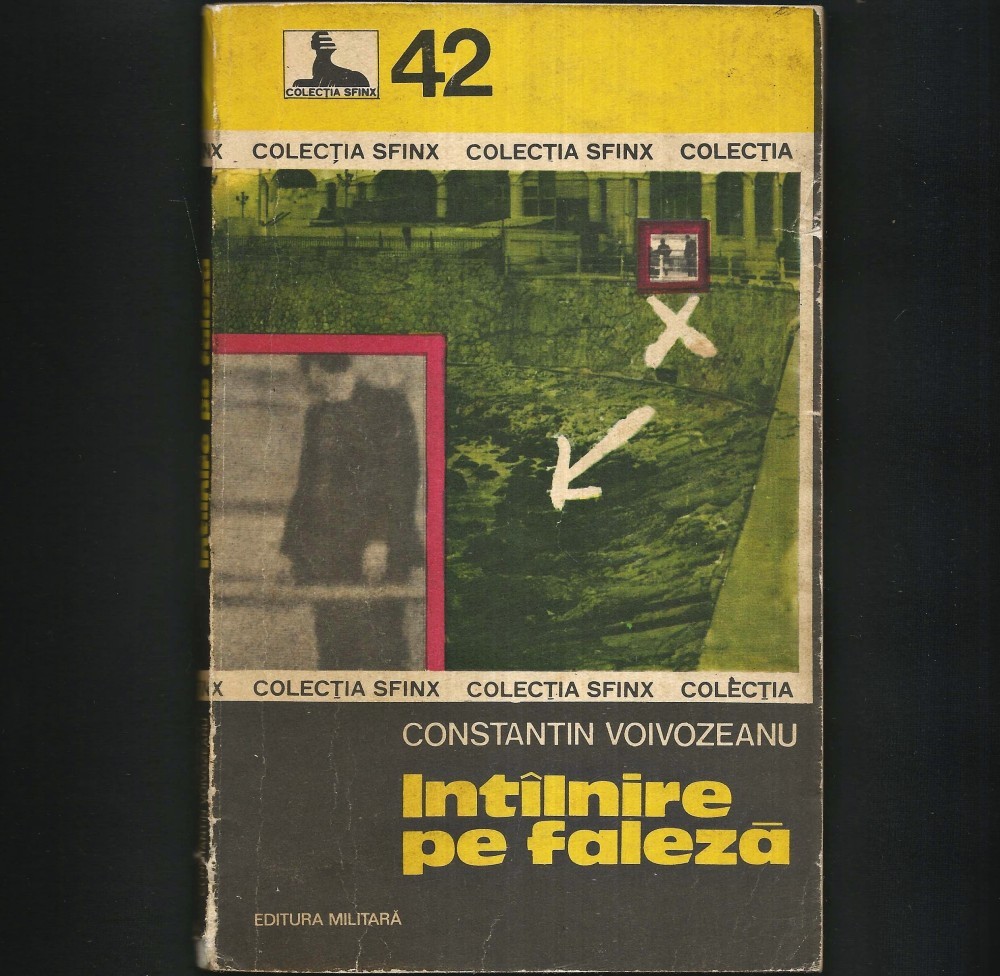 COLECȚIA SFINX
42
X COLECȚIA SFINX COLECȚIA SFINX COLECȚIA
X COLECȚIA SFINX COLECȚIA SFINX COLECȚIA
CONSTANTIN VOIVOZEANU
Intîlnire
pe faleză
EDITURA MILITARĂ